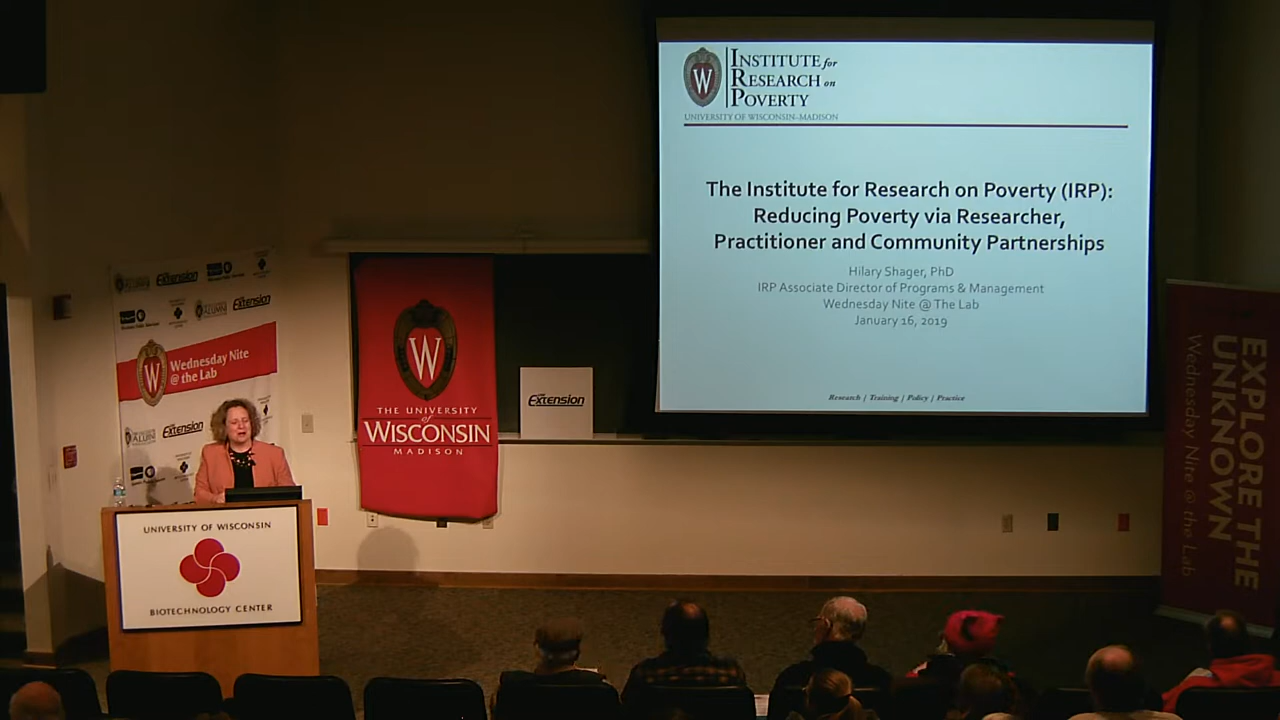 INSTITUTE for
RESEARCH on
POVERTY
UNIVERSITY OF WISCONSIN–MADISON
The Institute for Research on Poverty (IRP):
Reducing Poverty via Researcher,
Practitioner and Community Partnerships
Hilary Shager, PhD
IRP Associate Director of Programs & Management
Wednesday Nite @ The Lab
January 16, 2019
Research | Training | Policy | Practice
Extension
Extension
Wednesday Nite
@ the Lab
Extension
W
THE UNIVERSITY
of
WISCONSIN
MADISON
Extension
UNIVERSITY OF WISCONSIN
BIOTECHNOLOGY CENTER
EXPLORE THE
UNKNOWN
Wednesday Nite @ the Lab